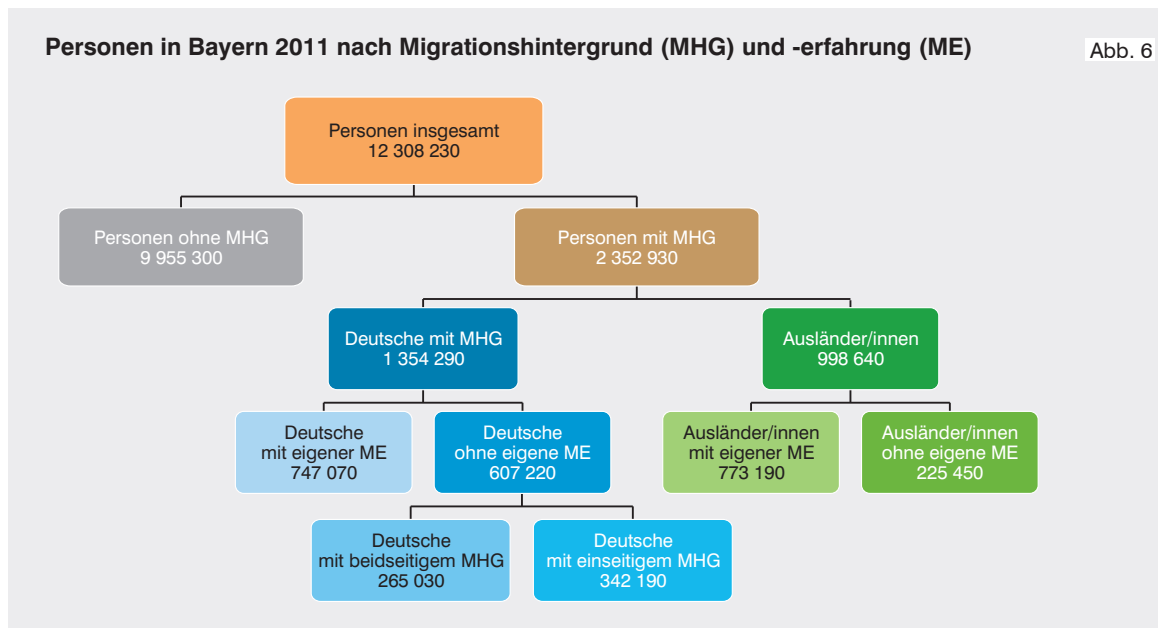 Personen in Bayern 2011 nach Migrationshintergrund (MHG) und -erfahrung (ME)
Abb. 6
Personen insgesamt
12 308 230
Personen ohne MHG
9 955 300
Personen mit MHG
2 352 930
Deutsche mit MHG
1 354 290
Ausländer/innen
998 640
Deutsche
mit eigener ME
747 070
Deutsche
ohne eigene ME
607 220
Ausländer/innen
mit eigener ME
773 190
Ausländer/innen
ohne eigene ME
225 450
Deutsche
mit beidseitigem MHG
265 030
Deutsche
mit einseitigem MHG
342 190